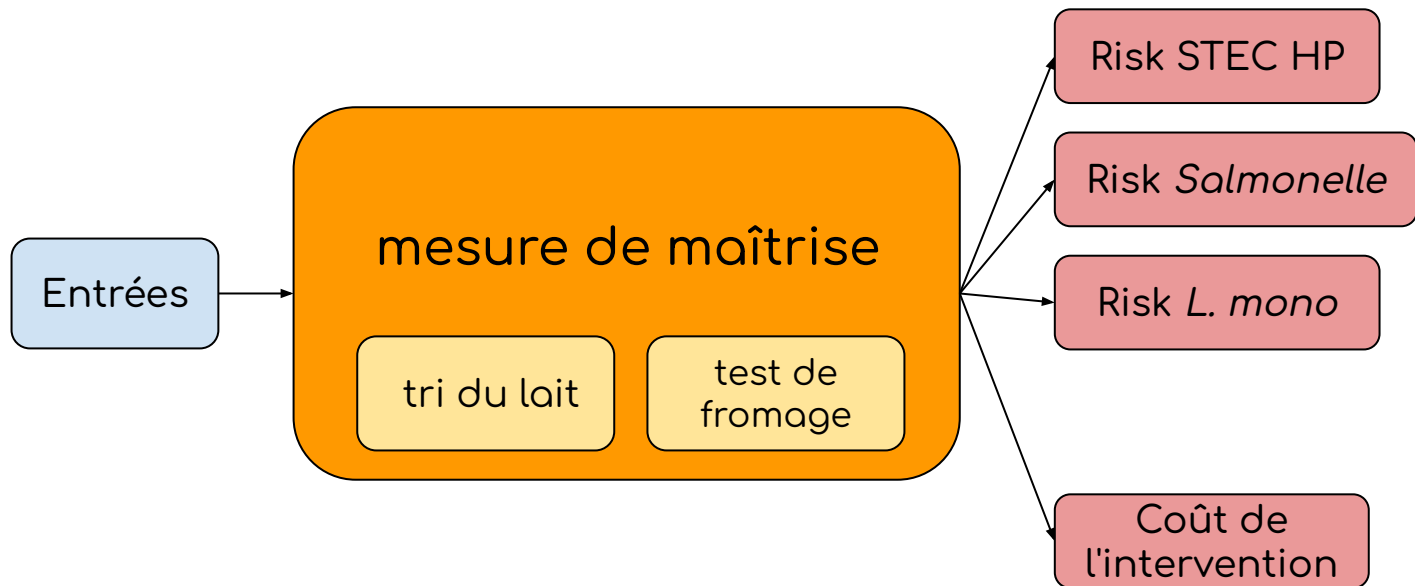 Risk STEC HP
Risk Salmonelle
mesure de maîtrise
Entrées
Risk L. mono
tri du lait
test de
fromage
Coût de
l'intervention